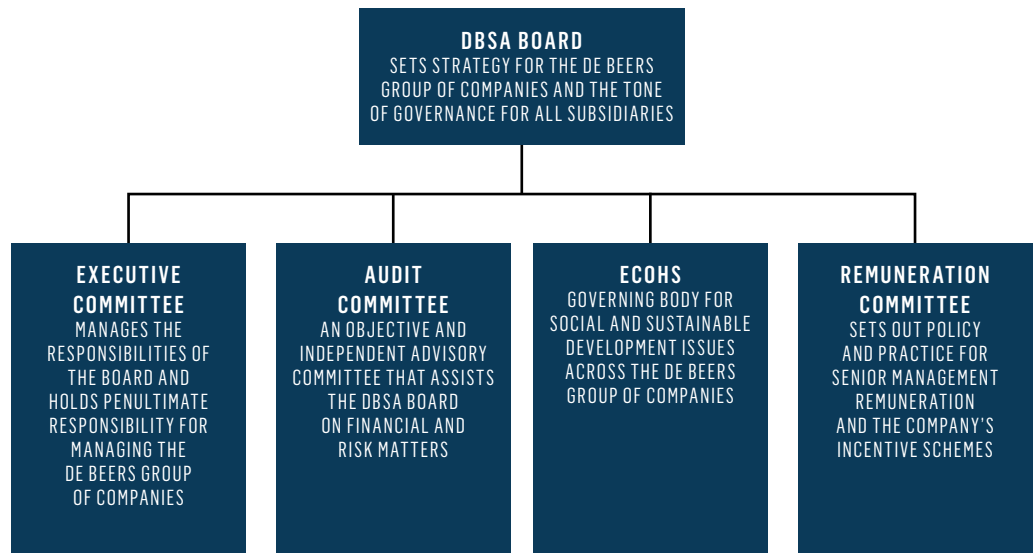 DBSA BOARD
SETS STRATEGY FOR THE DE BEERS
GROUP OF COMPANIES AND THE TONE
OF GOVERNANCE FOR ALL SUBSIDIARIES
EXECUTIVE
COMMITTEE
MANAGES THE
RESPONSIBILITIES OF
THE BOARD AND
HOLDS PENULTIMATE
RESPONSIBILITY FOR
MANAGING THE
DE BEERS GROUP
OF COMPANIES
AUDIT
COMMITTEE
AN OBJECTIVE AND
INDEPENDENT ADVISORY
COMMITTEE THAT ASSISTS
THE DBSA BOARD
ON FINANCIAL AND
RISK MATTERS
ECOHS
GOVERNING BODY FOR
SOCIAL AND SUSTAINABLE
DEVELOPMENT ISSUES
ACROSS THE DE BEERS
GROUP OF COMPANIES
REMUNERATION
COMMITTEE
SETS OUT POLICY
AND PRACTICE FOR
SENIOR MANAGEMENT
REMUNERATION
AND THE COMPANY'S
INCENTIVE SCHEMES